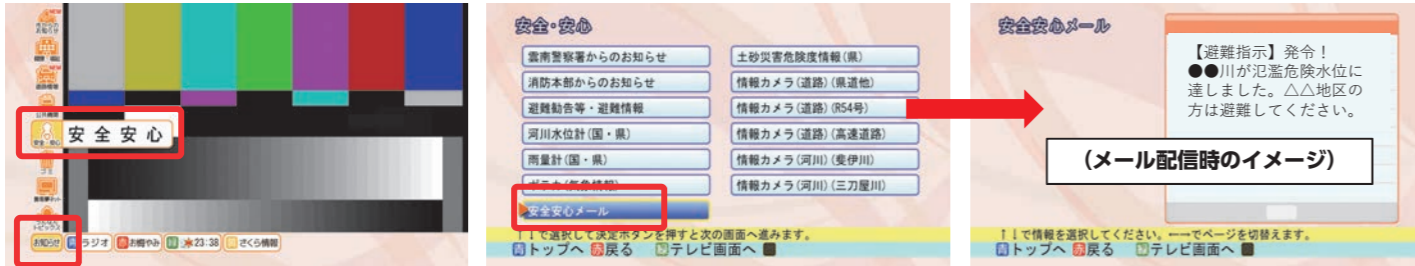 公共機関
安全安心
安全・安心
ゴミ
お知らせ
青 ラジオ 赤 お悔やみ 緑 23:38 さくら情報
安全・安心
雲南警察署からのお知らせ
消防本部からのお知らせ
避難勧告等・避難情報
河川水位計(国・県)
雨量計(国・県)
安全安心メール
土砂災害危険度情報(県)
情報カメラ(道路)(県道他)
情報カメラ(道路)(R54号)
情報カメラ(道路)(高速道路)
情報カメラ(河川)(斐伊川)
情報カメラ(河川)(三刀屋川)
↑↓で選択して決定ボタンを押すと次の画面へ進みます。
青トップへ 赤戻る 緑テレビ画面へ
安全安心メール
【避難指示】発令！
●●川が氾濫危険水位に
達しました。△△地区の
方は避難してください。
(メール配信時のイメージ)
↑↓で情報を選択してください。←→でページを切替えます。
青トップへ 赤戻る 緑テレビ画面へ